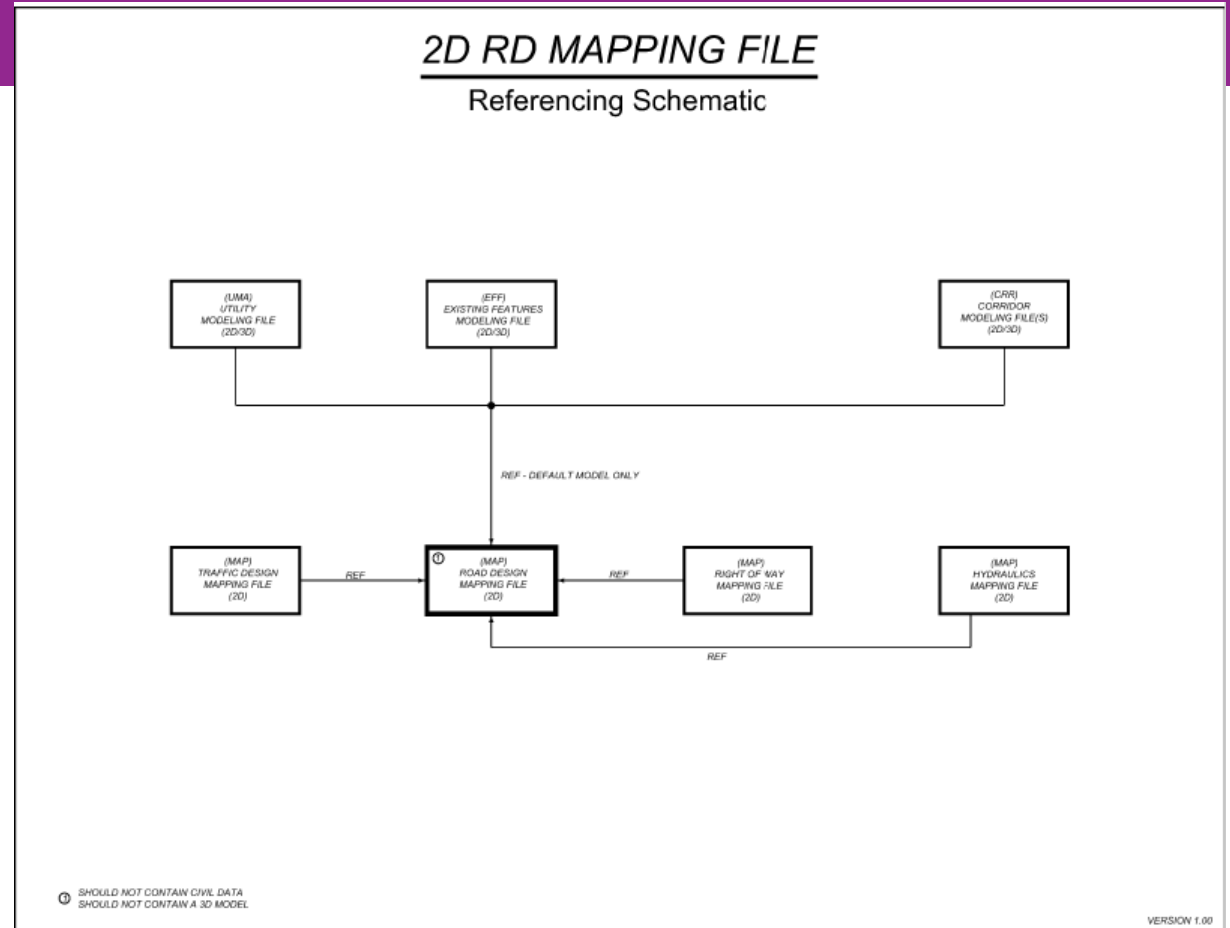 2D RD MAPPING FILE
Referencing Schematic
(UMA)
UTILITY
MODELING FILE
(2D/3D)
(EFF)
EXISTING FEATURES
MODELING FILE
(2D/3D)
(CRR)
CORRIDOR
MODELING FILE(S)
(2D/3D)
REF - DEFAULT MODEL ONLY
(MAP)
TRAFFIC DESIGN
MAPPING FILE
(2D)
REF
1
(MAP)
ROAD DESIGN
MAPPING FILE
(2D)
REF
(MAP)
RIGHT OF WAY
MAPPING FILE
(2D)
(MAP)
HYDRAULICS
MAPPING FILE
(2D)
REF
1 SHOULD NOT CONTAIN CIVIL DATA
SHOULD NOT CONTAIN A 3D MODEL
VERSION 1.00